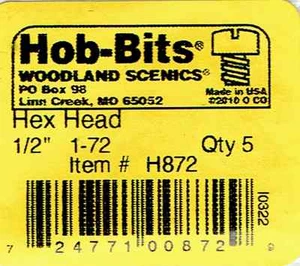 Hob-Bits®
WOODLAND SCENICS®
PO Box 98
Linn Creek, MO 65052
Made in USA
©2010 O CO
Hex Head
1/2" 1-72 Qty 5
Item # H872
I0322
7 24771 00872 9